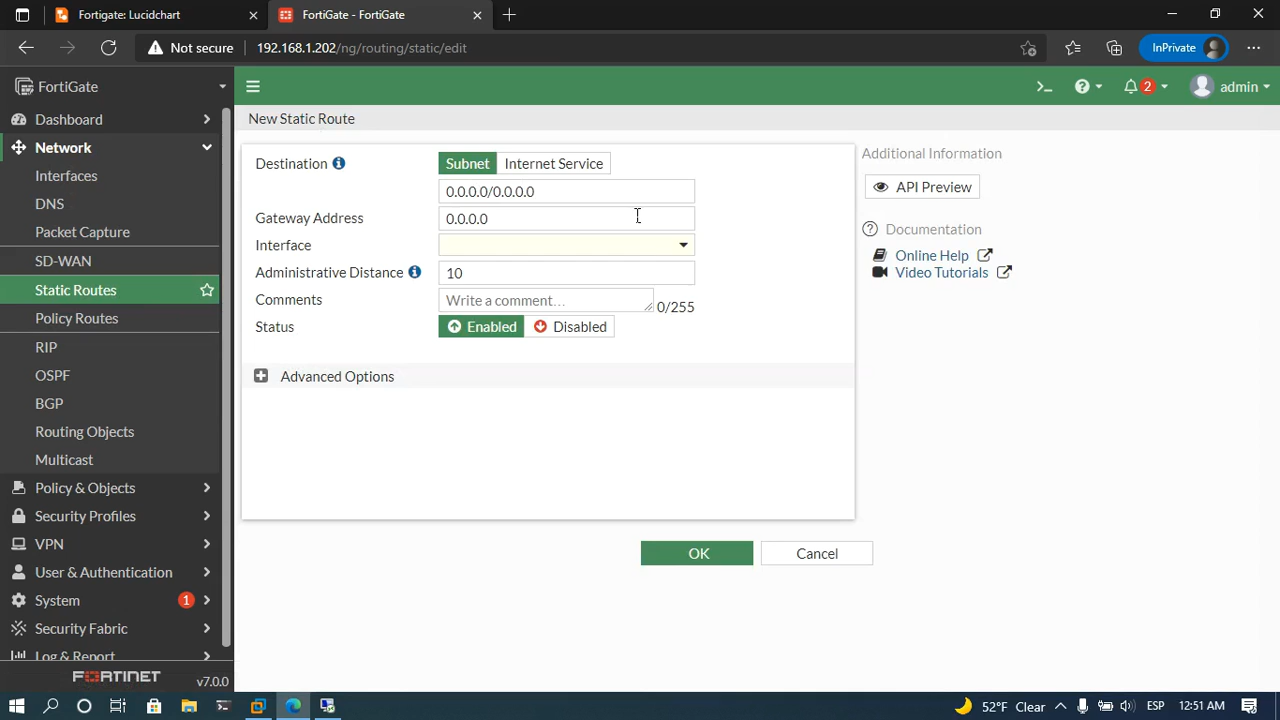 Fortigate: Lucidchart
FortiGate - FortiGate
Not secure
192.168.1.202/ng/routing/static/edit
InPrivate
FortiGate
2
admin
Dashboard
Network
Interfaces
DNS
Packet Capture
SD-WAN
Static Routes
Policy Routes
RIP
OSPF
BGP
Routing Objects
Multicast
Policy & Objects
Security Profiles
VPN
User & Authentication
System
1
Security Fabric
Log & Report
FORTINET
v7.0.0
New Static Route
Destination
Subnet
Internet Service
0.0.0.0/0.0.0.0
Gateway Address
0.0.0.0
Interface
Administrative Distance
10
Comments
Write a comment...
0/255
Status
Enabled
Disabled
Advanced Options
OK
Cancel
Additional Information
API Preview
Documentation
Online Help
Video Tutorials
52°F Clear
ESP
12:51 AM